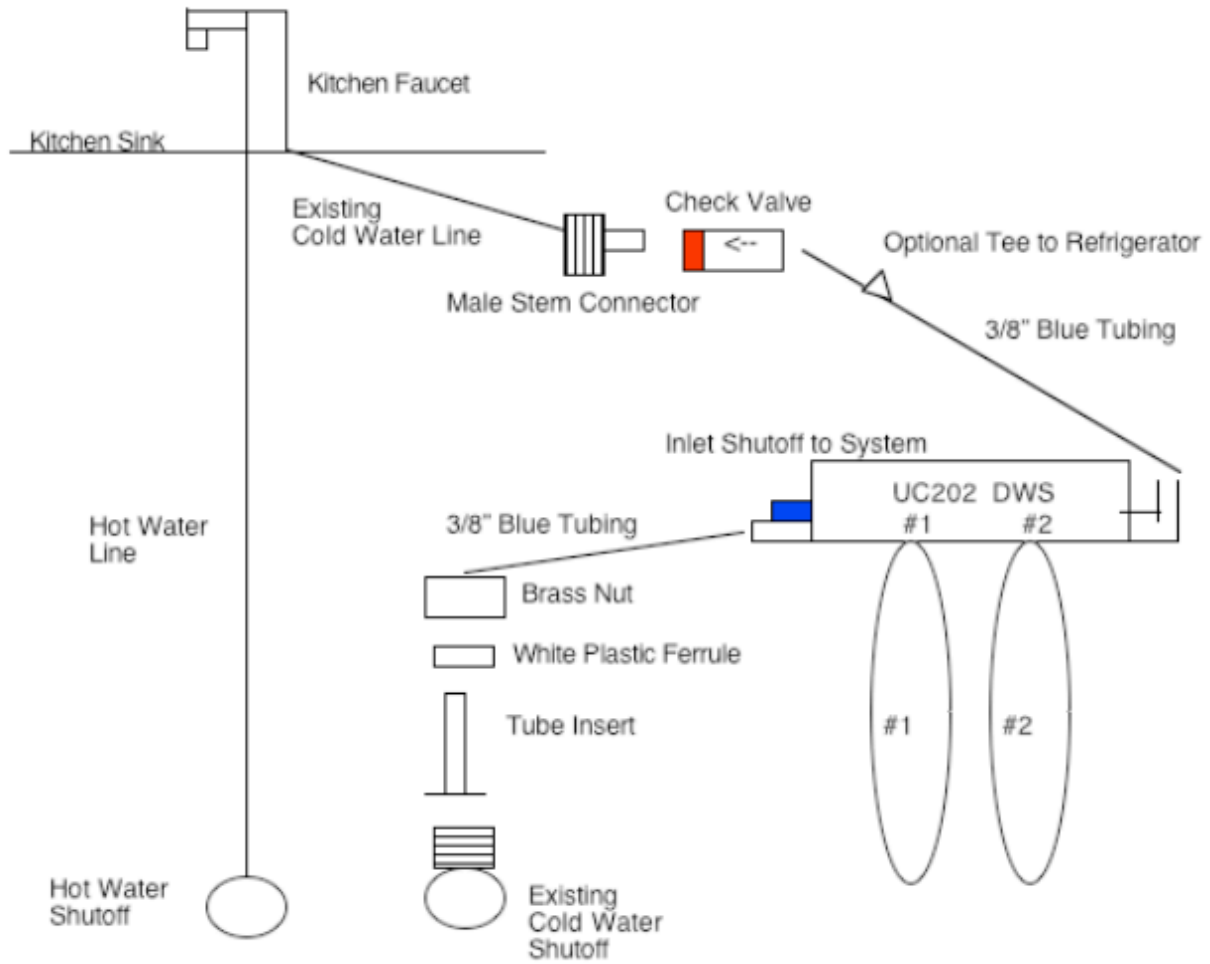 Kitchen Faucet
Kitchen Sink
Existing
Cold Water Line
Check Valve
<--
Optional Tee to Refrigerator
Male Stem Connector
3/8" Blue Tubing
Inlet Shutoff to System
UC202 DWS
#1 #2
Hot Water
Line
3/8" Blue Tubing
Brass Nut
White Plastic Ferrule
Tube Insert
#1 #2
Hot Water
Shutoff
Existing
Cold Water
Shutoff